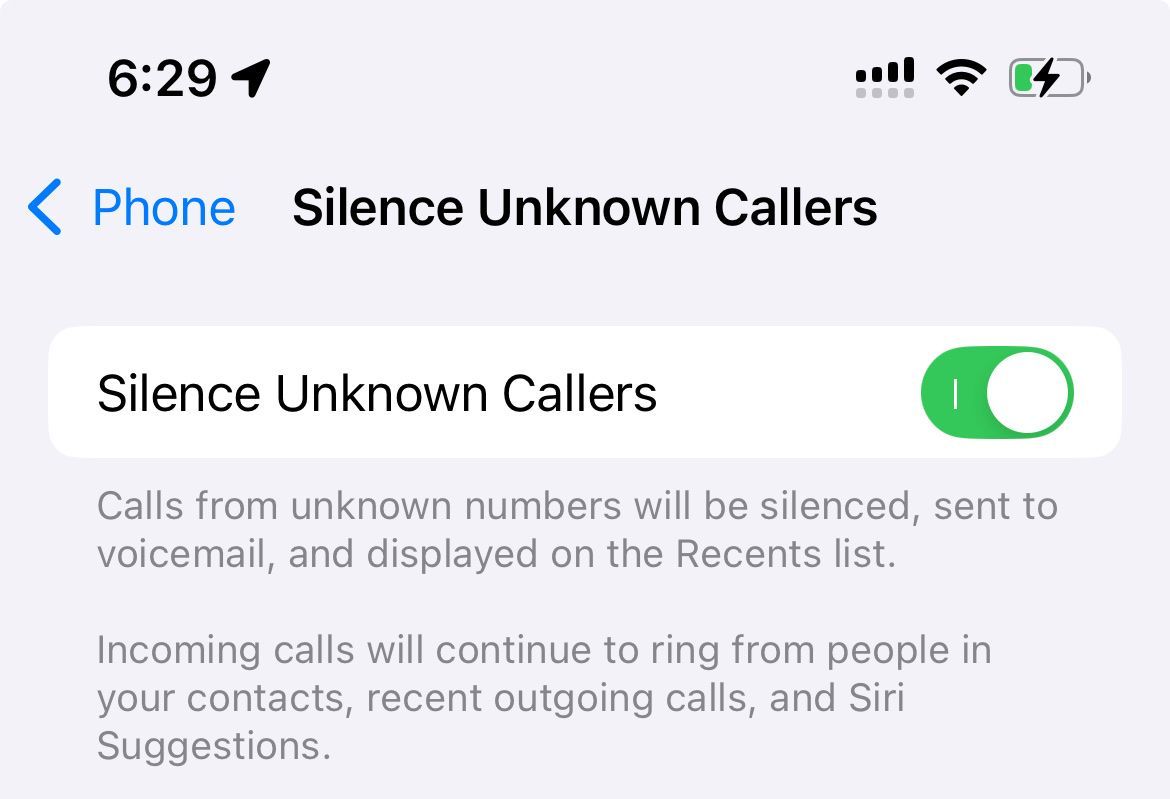 6:29
Phone Silence Unknown Callers
Silence Unknown Callers
Calls from unknown numbers will be silenced, sent to
voicemail, and displayed on the Recents list.
Incoming calls will continue to ring from people in
your contacts, recent outgoing calls, and Siri
Suggestions.